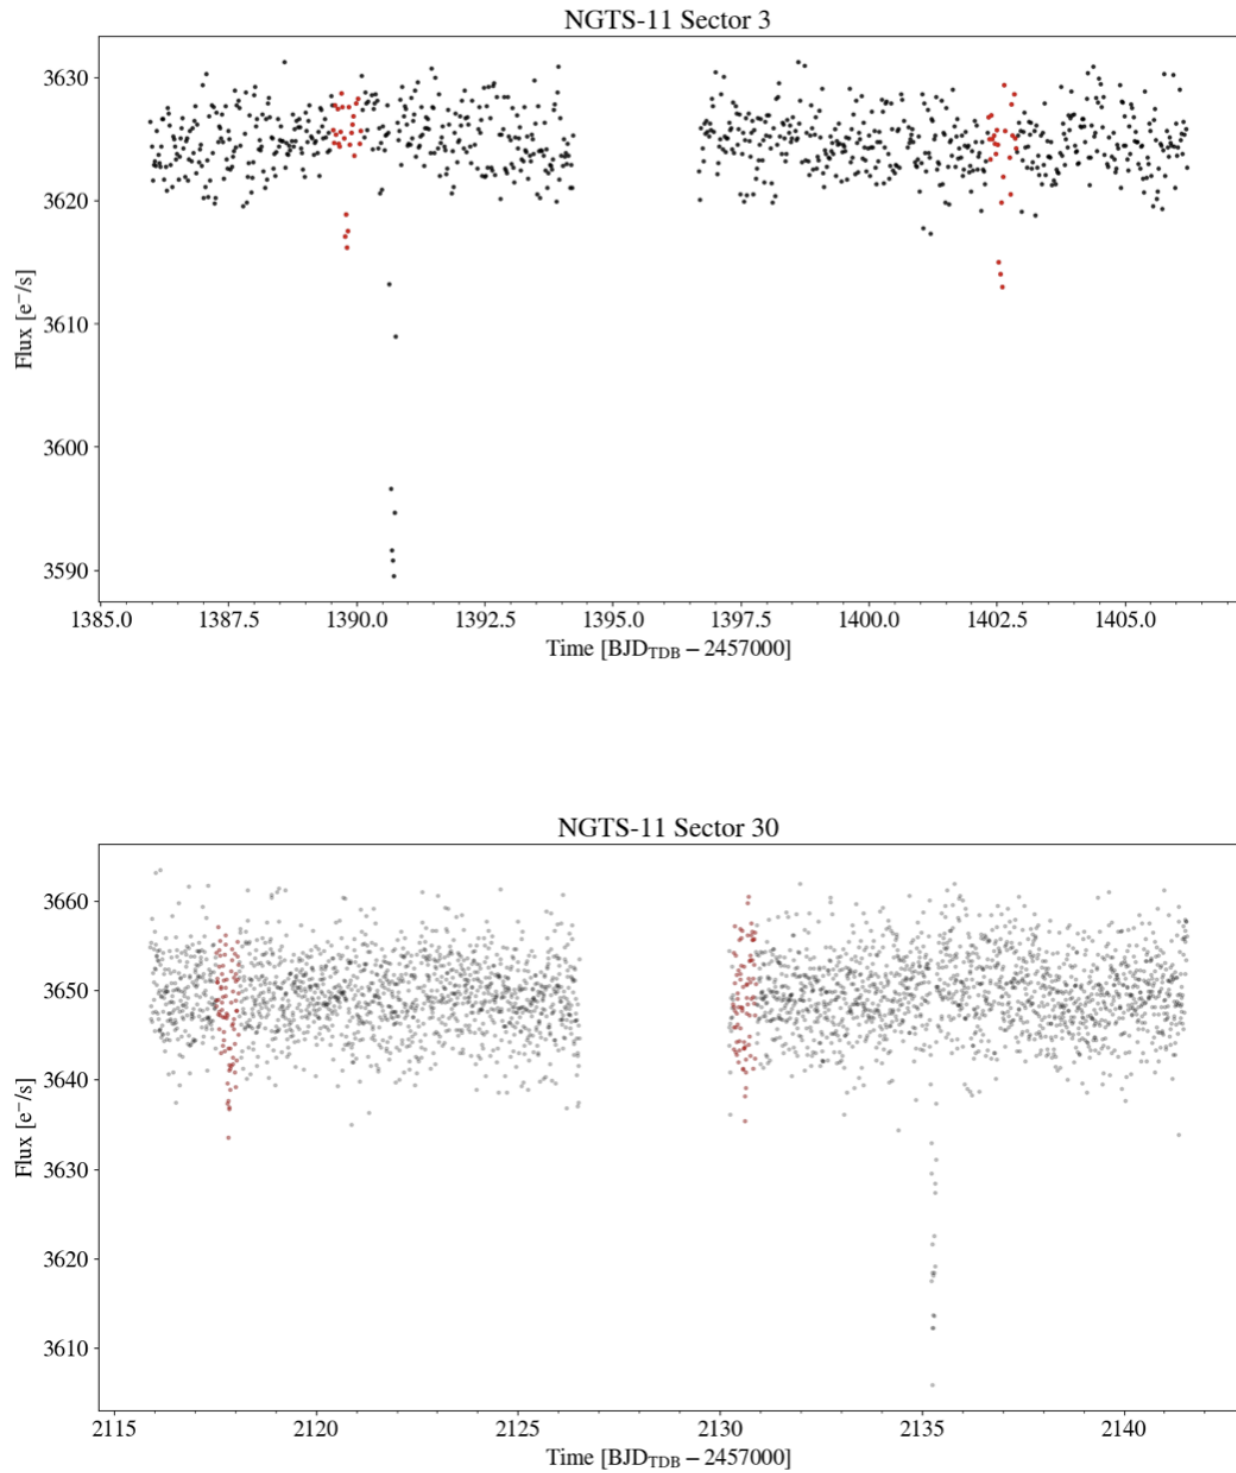 NGTS-11 Sector 3
3630
3620
3610
3600
3590
Flux [e⁻/s]
1385.0 1387.5 1390.0 1392.5 1395.0 1397.5 1400.0 1402.5 1405.0
Time [BJD_TDB − 2457000]
NGTS-11 Sector 30
3660
3650
3640
3630
3620
3610
Flux [e⁻/s]
2115 2120 2125 2130 2135 2140
Time [BJD_TDB − 2457000]